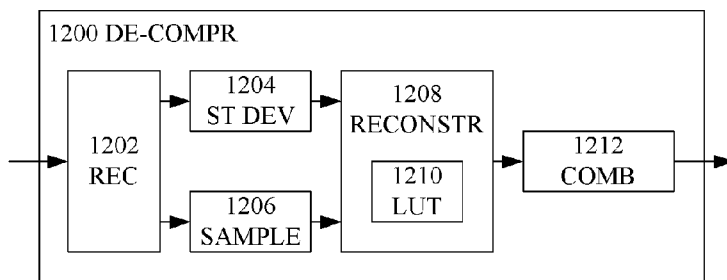 1200 DE-COMPR
1202
REC
1204
ST DEV
1206
SAMPLE
1208
RECONSTR
1210
LUT
1212
COMB